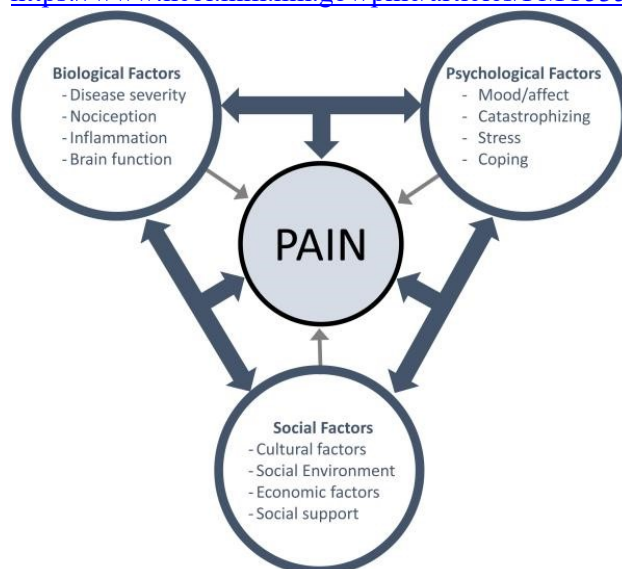 Biological Factors
- Disease severity
- Nociception
- Inflammation
- Brain function
Psychological Factors
- Mood/affect
- Catastrophizing
- Stress
- Coping
PAIN
Social Factors
- Cultural factors
- Social Environment
- Economic factors
- Social support